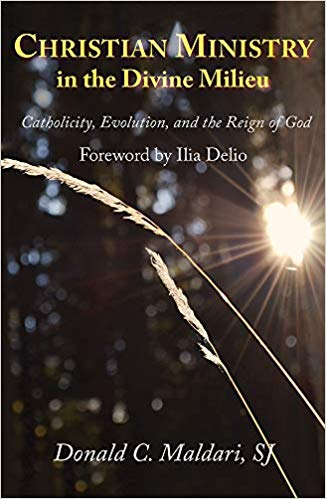 CHRISTIAN MINISTRY
in the Divine Milieu
Catholicity, Evolution, and the Reign of God
Foreword by Ilia Delio
Donald C. Maldari, SJ